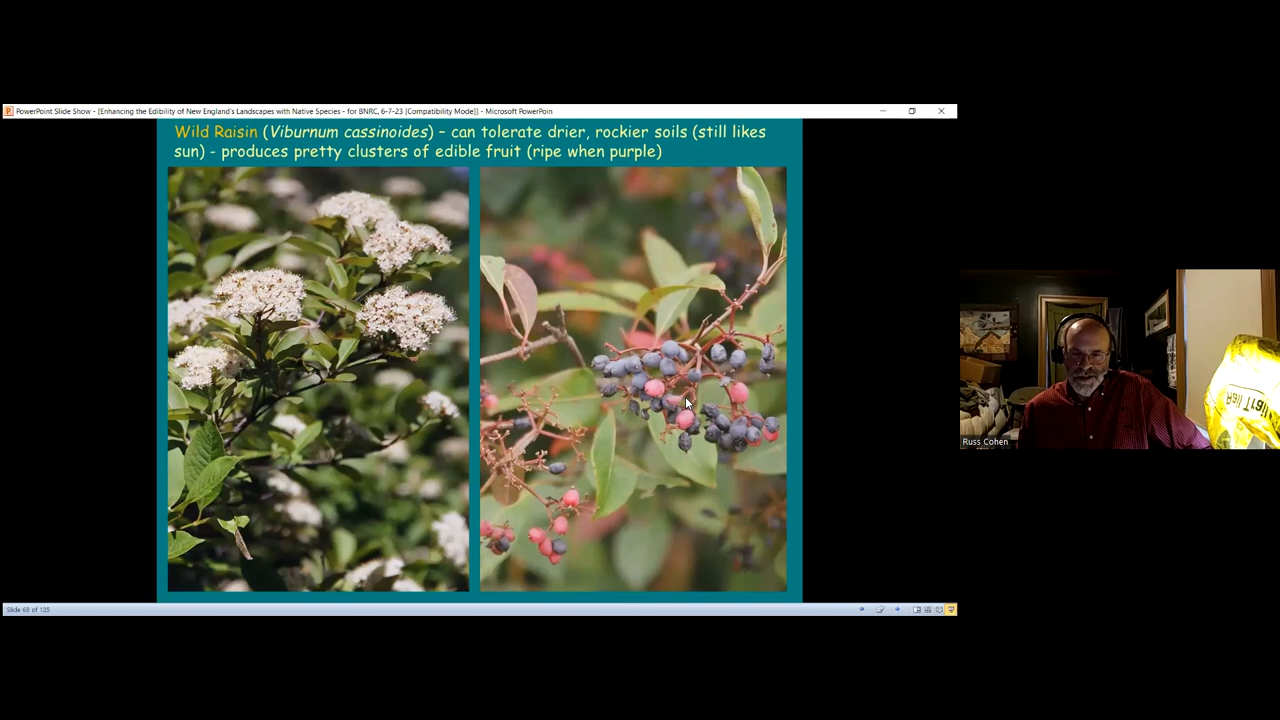 PowerPoint Slide Show - [Enhancing the Edibility of New England's Landscapes with Native Species - for BNRC, 6-7-23 [Compatibility Mode]] - Microsoft PowerPoin
Wild Raisin (Viburnum cassinoides) – can tolerate drier, rockier soils (still likes
sun) - produces pretty clusters of edible fruit (ripe when purple)
Russ Cohen
Slide 68 of 125